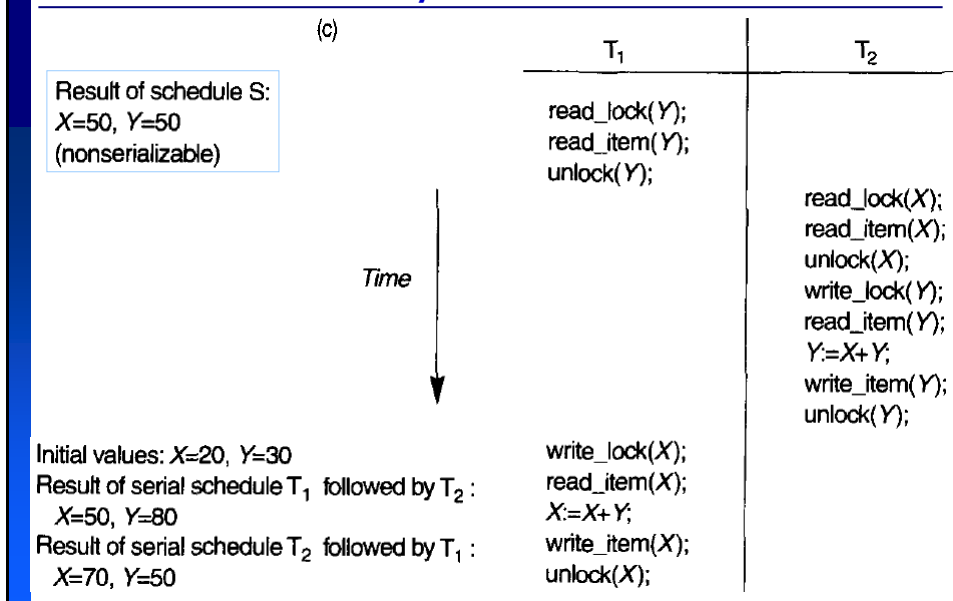 (c)
T₁
T₂
Result of schedule S:
X=50, Y=50
(nonserializable)
read_lock(Y);
read_item(Y);
unlock(Y);
read_lock(X);
read_item(X);
unlock(X);
write_lock(Y);
read_item(Y);
Y:=X+Y;
write_item(Y);
unlock(Y);
Time
Initial values: X=20, Y=30
Result of serial schedule T₁ followed by T₂ :
X=50, Y=80
Result of serial schedule T₂ followed by T₁ :
X=70, Y=50
write_lock(X);
read_item(X);
X:=X+Y;
write_item(X);
unlock(X);